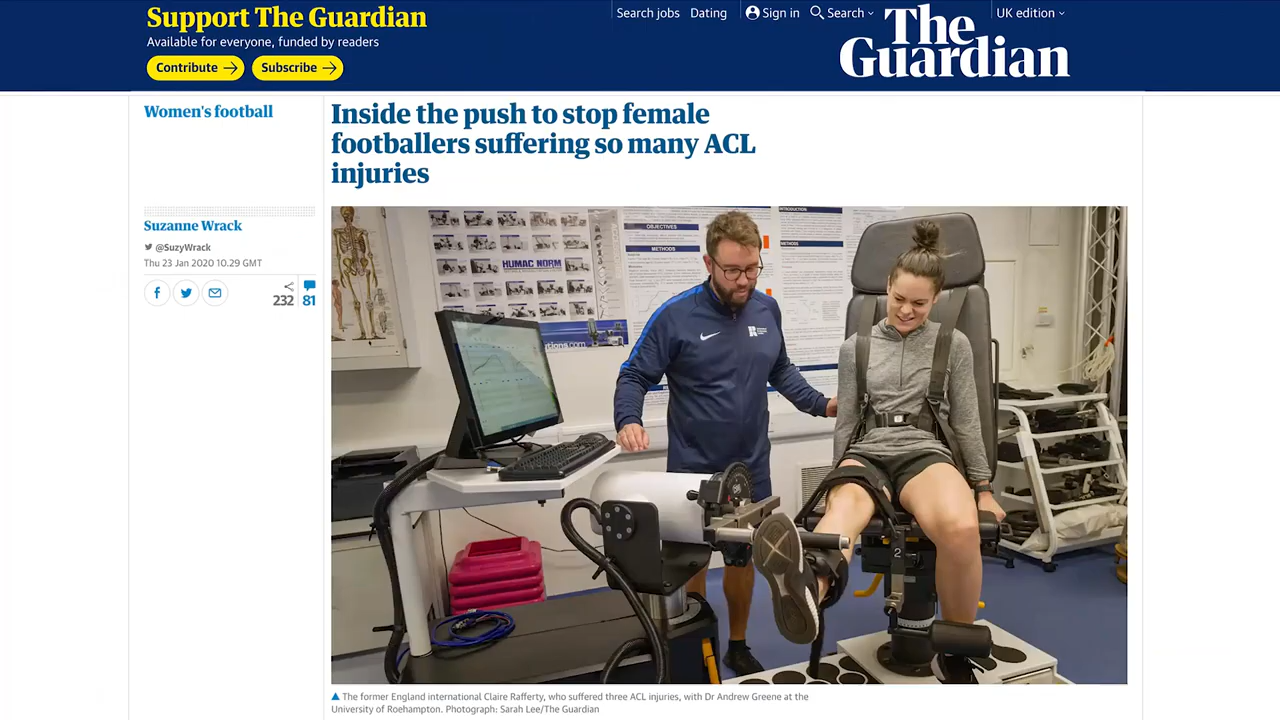 Support The Guardian
Available for everyone, funded by readers
Contribute
Subscribe
Search jobs
Dating
Sign in
Search
UK edition
The Guardian
Women's football
Inside the push to stop female
footballers suffering so many ACL
injuries
Suzanne Wrack
@SuzyWrack
Thu 23 Jan 2020 10.29 GMT
232
81
OBJECTIVES
METHODS
INTRODUCTION
METHODS
HUMAC NORM
tions.com
R
2
The former England international Claire Rafferty, who suffered three ACL injuries, with Dr Andrew Greene at the
University of Roehampton. Photograph: Sarah Lee/The Guardian